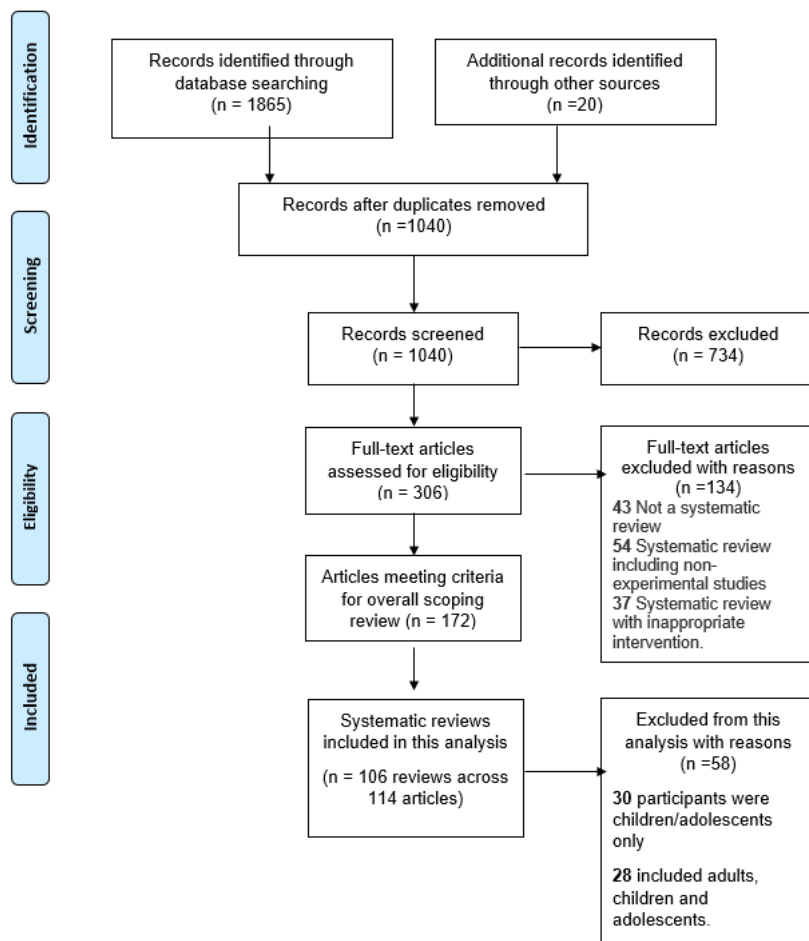 Identification
Records identified through
database searching
(n = 1865)
Additional records identified
through other sources
(n =20)
Records after duplicates removed
(n =1040)
Screening
Records screened
(n = 1040)
Records excluded
(n = 734)
Eligibility
Full-text articles
assessed for eligibility
(n = 306)
Full-text articles
excluded with reasons
(n =134)
43 Not a systematic
review
54 Systematic review
including non-
experimental studies
37 Systematic review
with inappropriate
intervention.
Articles meeting criteria
for overall scoping
review (n = 172)
Included
Systematic reviews
included in this analysis
(n = 106 reviews across
114 articles)
Excluded from this
analysis with reasons
(n =58)
30 participants were
children/adolescents
only
28 included adults,
children and
adolescents.